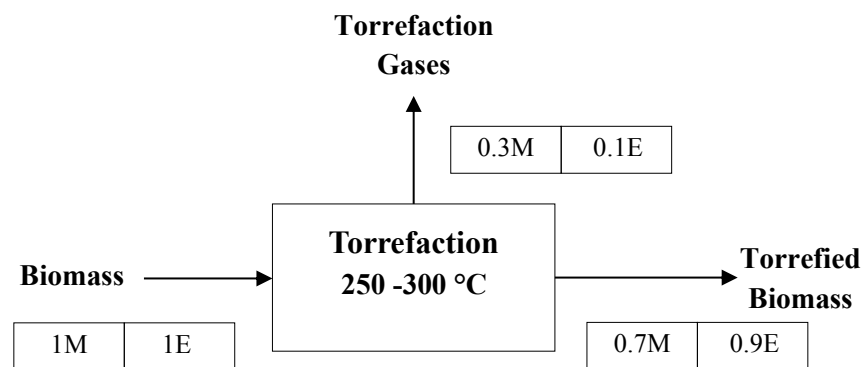 Torrefaction
Gases
0.3M 0.1E
Torrefaction
250 -300 °C
Biomass
Torrefied
Biomass
1M 1E
0.7M 0.9E